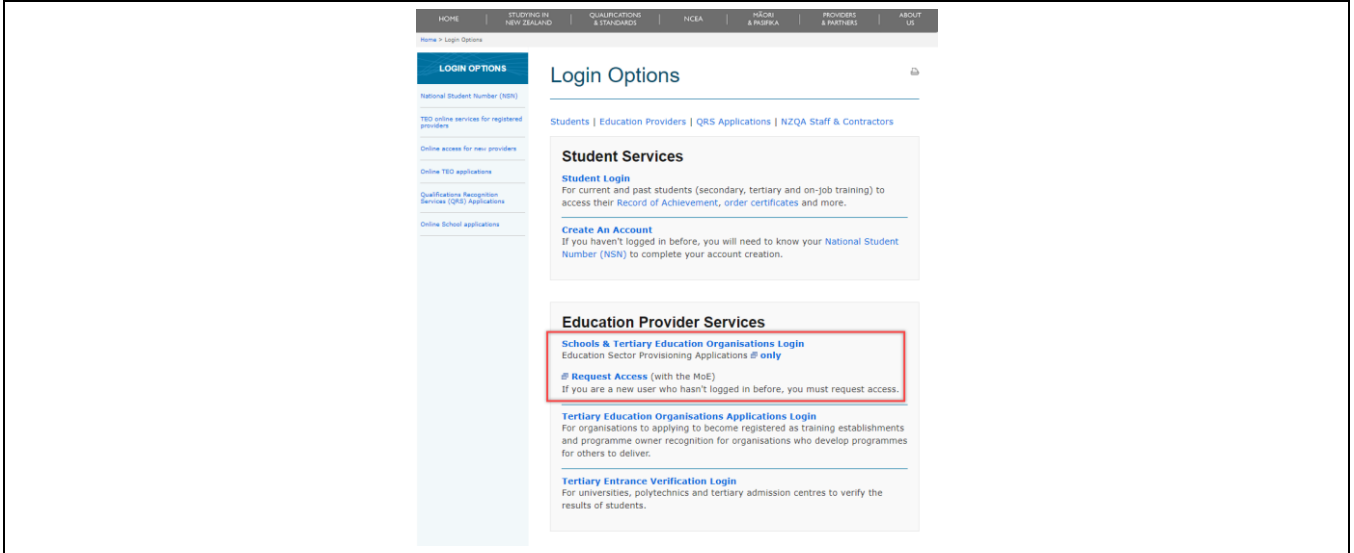 HOME
STUDYING IN
NEW ZEALAND
QUALIFICATIONS
& STANDARDS
NCEA
MĀORI
& PASIFIKA
PROVIDERS
& PARTNERS
ABOUT
US
Home > Login Options
LOGIN OPTIONS
National Student Number (NSN)
TEO online services for registered
providers
Online access for new providers
Online TEO applications
Qualifications Recognition
Services (QRS) Applications
Online School applications
Login Options
Students | Education Providers | QRS Applications | NZQA Staff & Contractors
Student Services
Student Login
For current and past students (secondary, tertiary and on-job training) to
access their Record of Achievement, order certificates and more.
Create An Account
If you haven't logged in before, you will need to know your National Student
Number (NSN) to complete your account creation.
Education Provider Services
Schools & Tertiary Education Organisations Login
Education Sector Provisioning Applications only
Request Access (with the MoE)
If you are a new user who hasn't logged in before, you must request access.
Tertiary Education Organisations Applications Login
For organisations to applying to become registered as training establishments
and programme owner recognition for organisations who develop programmes
for others to deliver.
Tertiary Entrance Verification Login
For universities, polytechnics and tertiary admission centres to verify the
results of students.